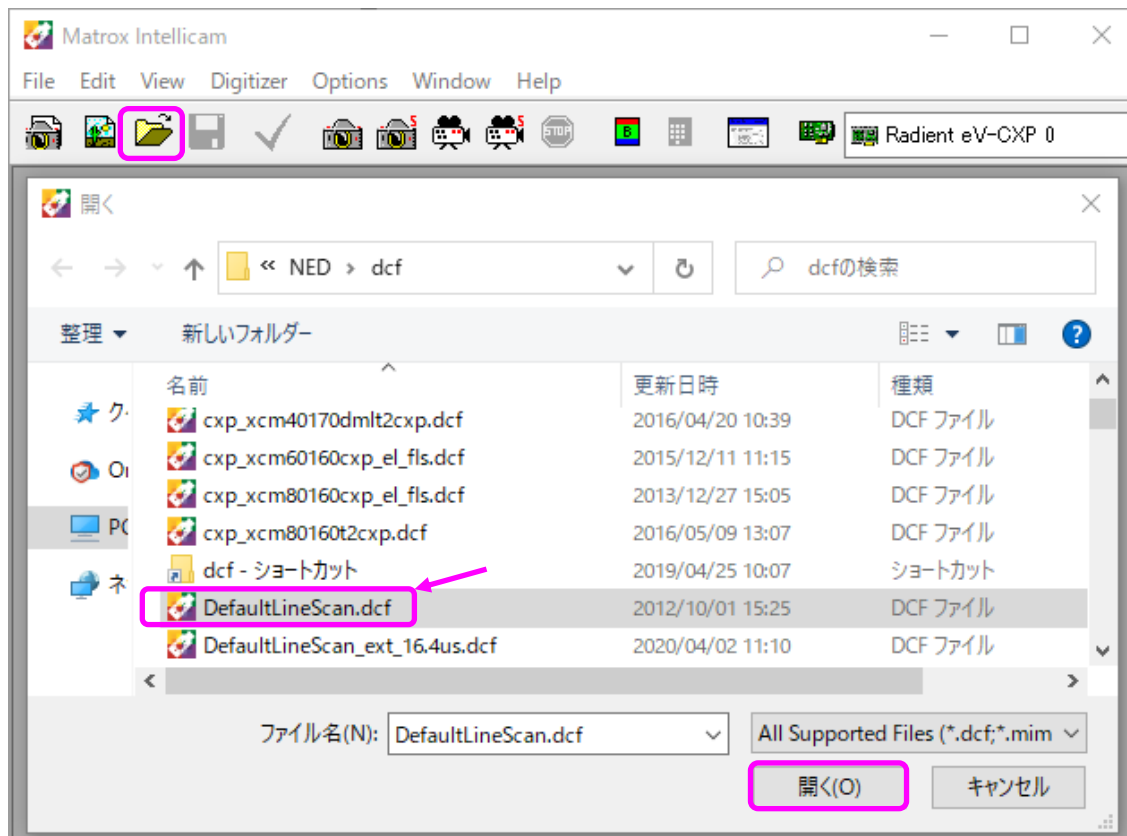 Matrox Intellicam
File Edit View Digitizer Options Window Help
STOP B Radient eV-CXP 0
開く
« NED › dcf dcfの検索
整理 新しいフォルダー
名前 更新日時 種類
cxp_xcm40170dmlt2cxp.dcf 2016/04/20 10:39 DCF ファイル
cxp_xcm60160cxp_el_fls.dcf 2015/12/11 11:15 DCF ファイル
cxp_xcm80160cxp_el_fls.dcf 2013/12/27 15:05 DCF ファイル
cxp_xcm80160t2cxp.dcf 2016/05/09 13:07 DCF ファイル
dcf - ショートカット 2019/04/25 10:07 ショートカット
DefaultLineScan.dcf 2012/10/01 15:25 DCF ファイル
DefaultLineScan_ext_16.4us.dcf 2020/04/02 11:10 DCF ファイル
ク
PC
ネ
ファイル名(N): DefaultLineScan.dcf All Supported Files (*.dcf;*.mim
開く(O) キャンセル